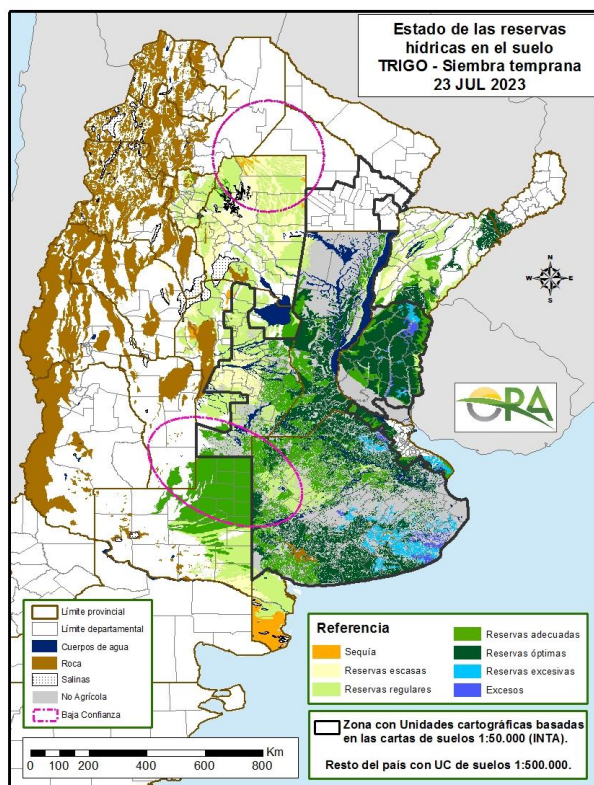 Estado de las reservas
hídricas en el suelo
TRIGO - Siembra temprana
23 JUL 2023
N
W E
S
ORA
Límite provincial
Límite departamental
Cuerpos de agua
Roca
Salinas
No Agrícola
Baja Confianza
Referencia
Sequía
Reservas escasas
Reservas regulares
Reservas adecuadas
Reservas óptimas
Reservas excesivas
Excesos
Zona con Unidades cartográficas basadas
en las cartas de suelos 1:50.000 (INTA).
Resto del país con UC de suelos 1:500.000.
0 100 200 400 600 800 Km